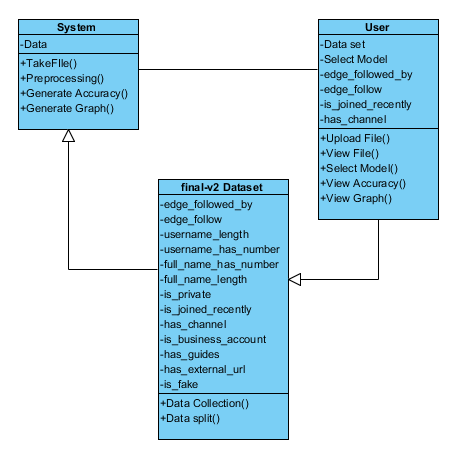 System
-Data
+TakeFIle()
+Preprocessing()
+Generate Accuracy()
+Generate Graph()
User
-Data set
-Select Model
-edge_followed_by
-edge_follow
-is_joined_recently
-has_channel
+Upload File()
+View File()
+Select Model()
+View Accuracy()
+View Graph()
final-v2 Dataset
-edge_followed_by
-edge_follow
-username_length
-username_has_number
-full_name_has_number
-full_name_length
-is_private
-is_joined_recently
-has_channel
-is_business_account
-has_guides
-has_external_url
-is_fake
+Data Collection()
+Data split()